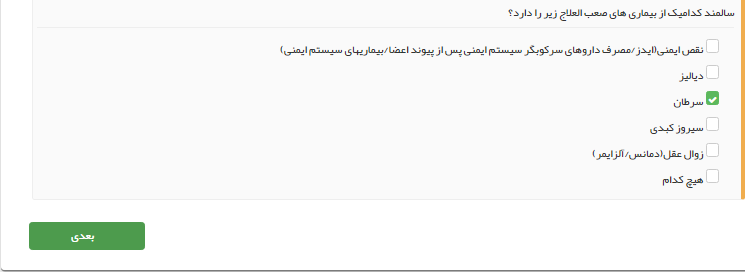 سالمند کدامیک از بیماری های صعب العلاج زیر را دارد؟
نقص ایمنی(ایدز/مصرف داروهای سرکوبگر سیستم ایمنی پس از پیوند اعضا/بیماریهای سیستم ایمنی)
دیالیز
سرطان
سیروز کبدی
زوال عقل(دمانس/آلزایمر)
هیچ کدام
بعدی